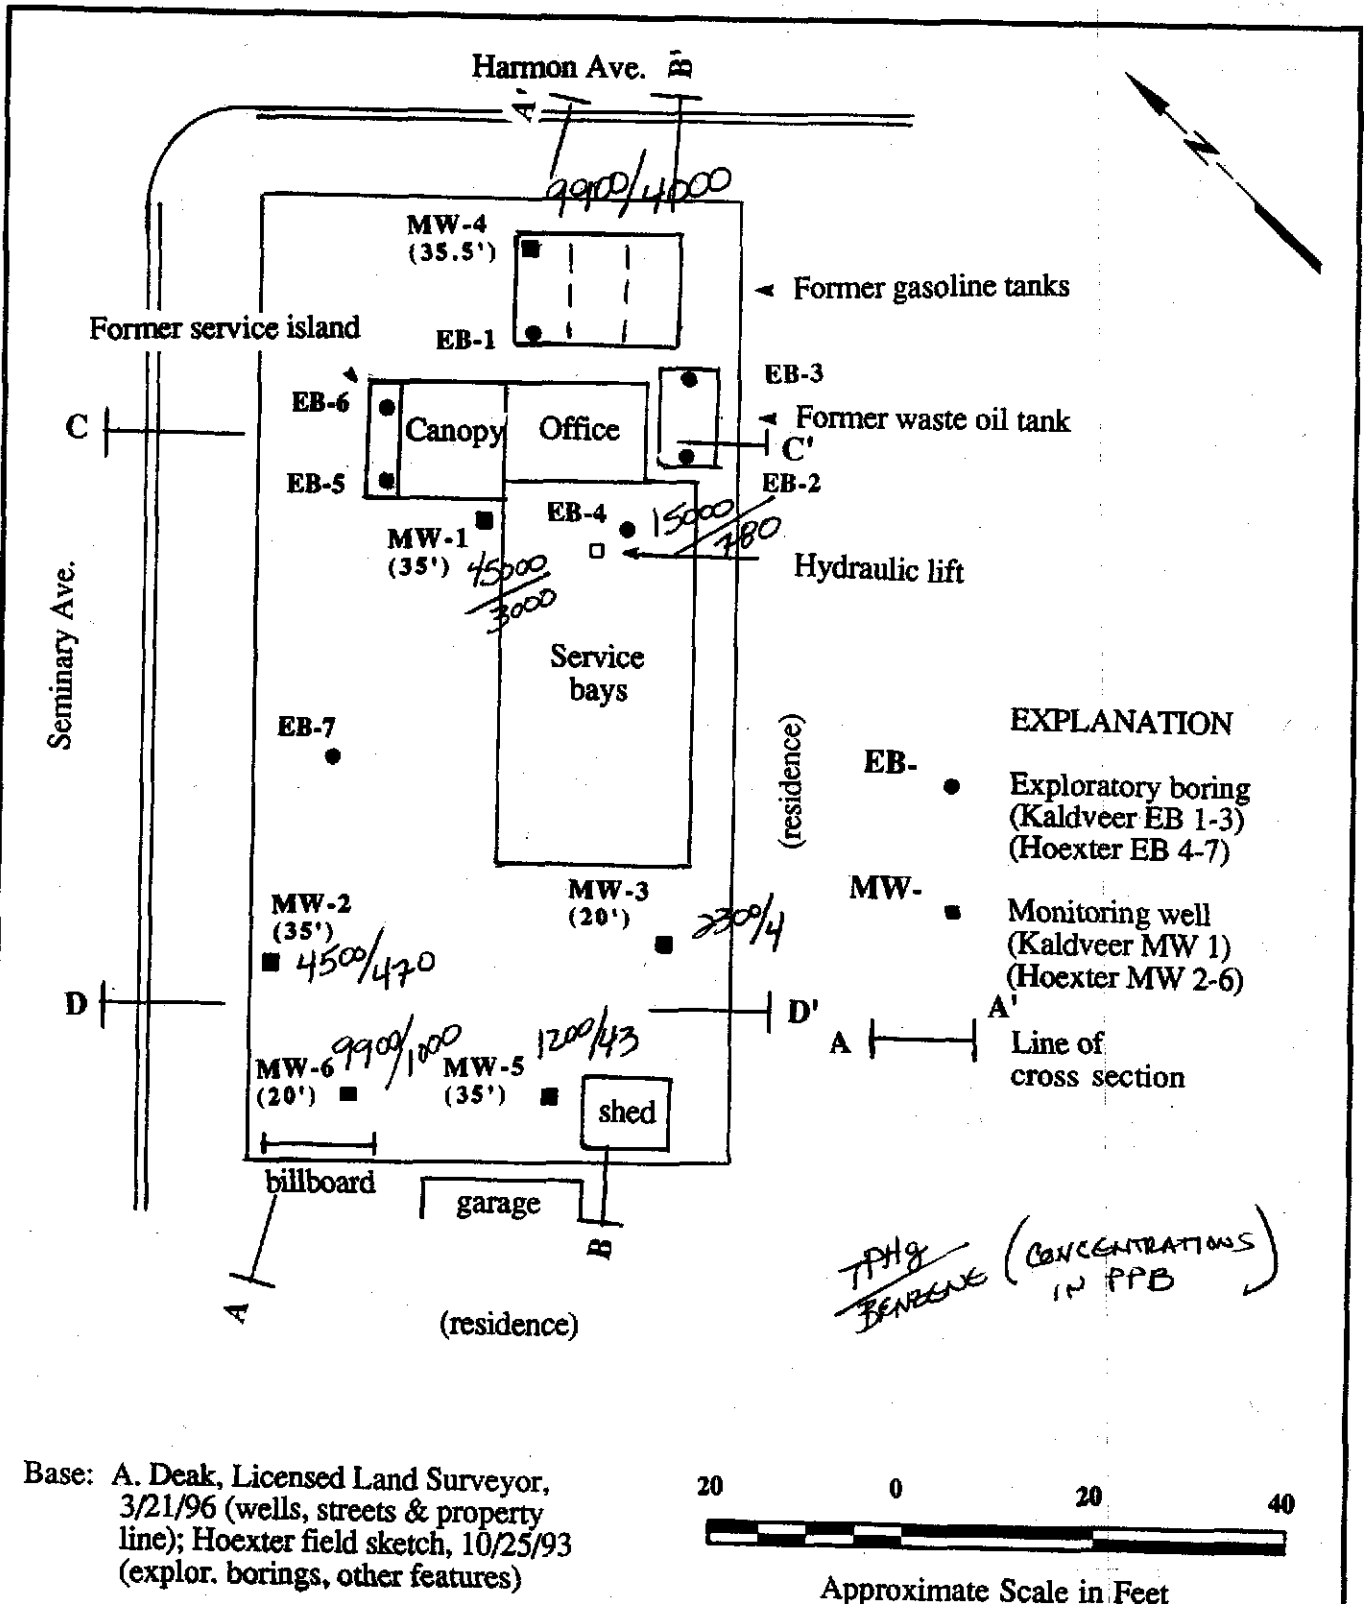 Harmon Ave.
B'
A'
N
9900/4000
MW-4
(35.5')
Former gasoline tanks
Former service island
EB-1
EB-3
EB-6
Canopy
Office
Former waste oil tank
C
C'
EB-5
EB-2
EB-4
15000/780
MW-1
(35')
45000/3000
Hydraulic lift
Seminary Ave.
Service
bays
EB-7
(residence)
EXPLANATION
EB-
Exploratory boring
(Kaldveer EB 1-3)
(Hoexter EB 4-7)
MW-
Monitoring well
(Kaldveer MW 1)
(Hoexter MW 2-6)
A
A'
Line of
cross section
MW-2
(35')
4500/470
MW-3
(20')
2300/4
D
D'
MW-6
(20')
9900/1000
MW-5
(35')
1200/43
shed
billboard
garage
A
B
(residence)
TPHg/BENZENE (CONCENTRATIONS
IN PPB)
Base: A. Deak, Licensed Land Surveyor,
3/21/96 (wells, streets & property
line); Hoexter field sketch, 10/25/93
(explor. borings, other features)
20 0 20 40
Approximate Scale in Feet